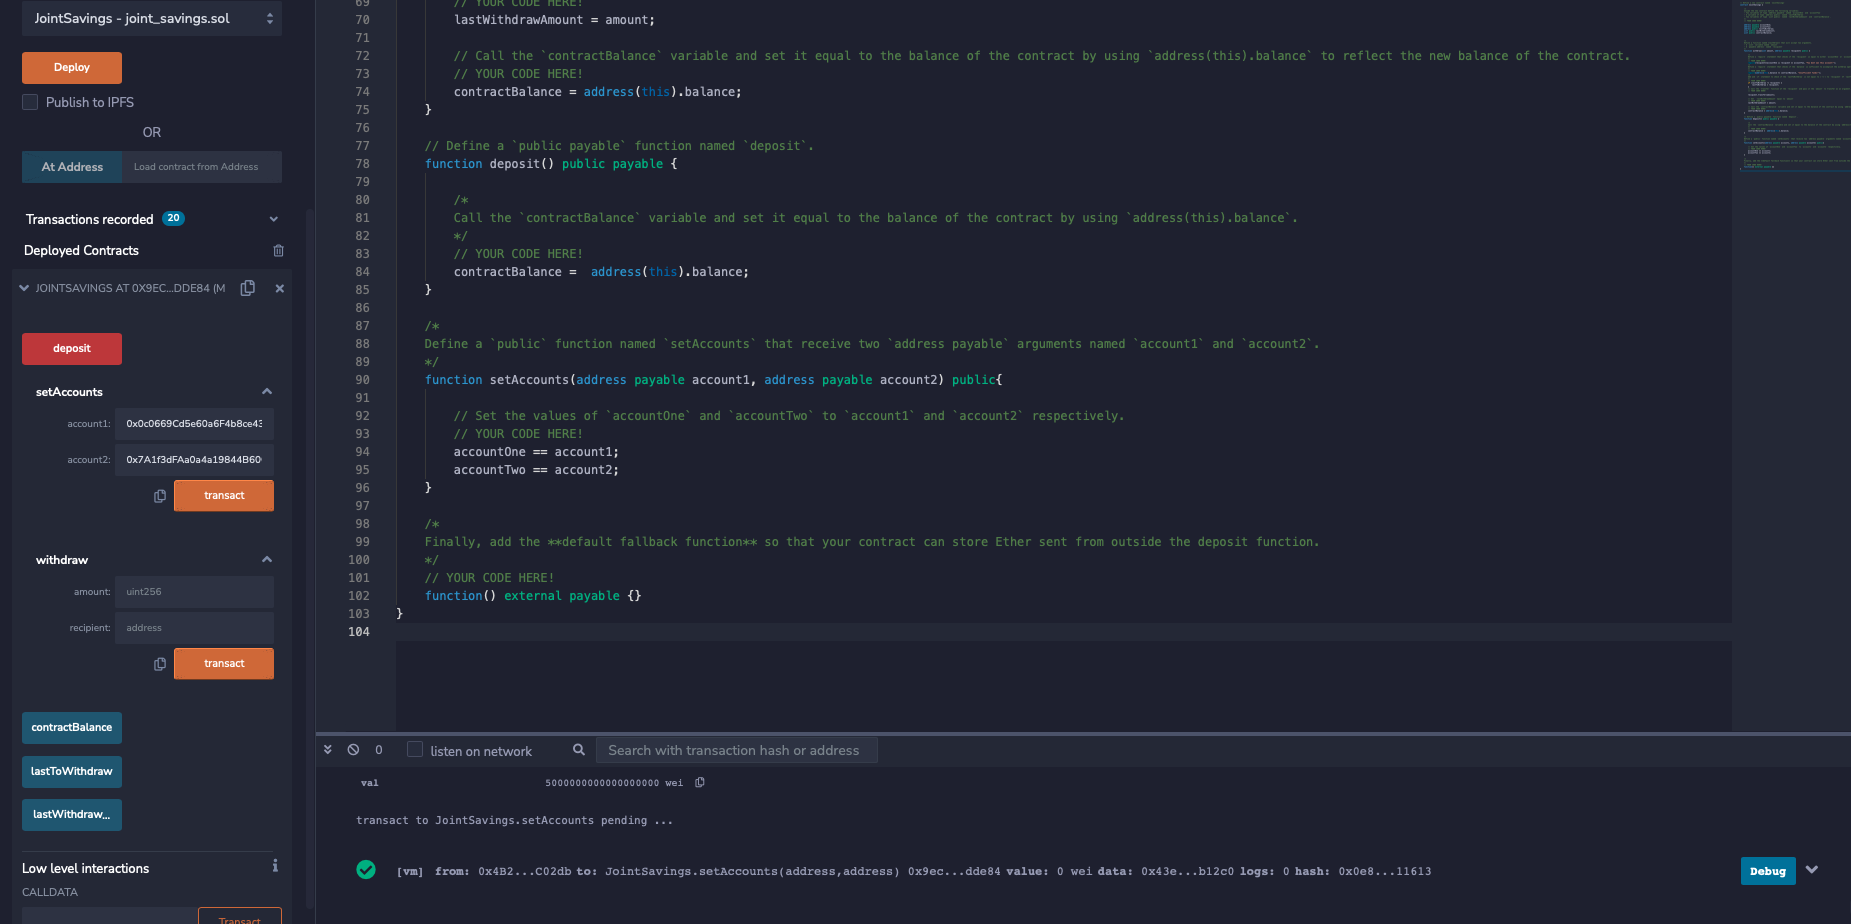 JointSavings - joint_savings.sol
Deploy
Publish to IPFS
OR
At Address Load contract from Address
Transactions recorded 20
Deployed Contracts
JOINTSAVINGS AT 0X9EC...DDE84 (M
deposit
setAccounts
account1: 0x0c0669Cd5e60a6F4b8ce43
account2: 0x7A1f3dFAa0a4a19844B60
transact
withdraw
amount: uint256
recipient: address
transact
contractBalance
lastToWithdraw
lastWithdraw...
Low level interactions
CALLDATA
Transact
69 // YOUR CODE HERE!
70 lastWithdrawAmount = amount;
71
72 // Call the `contractBalance` variable and set it equal to the balance of the contract by using `address(this).balance` to reflect the new balance of the contract.
73 // YOUR CODE HERE!
74 contractBalance = address(this).balance;
75 }
76
77 // Define a `public payable` function named `deposit`.
78 function deposit() public payable {
79
80 /*
81 Call the `contractBalance` variable and set it equal to the balance of the contract by using `address(this).balance`.
82 */
83 // YOUR CODE HERE!
84 contractBalance =  address(this).balance;
85 }
86
87 /*
88 Define a `public` function named `setAccounts` that receive two `address payable` arguments named `account1` and `account2`.
89 */
90 function setAccounts(address payable account1, address payable account2) public{
91
92 // Set the values of `accountOne` and `accountTwo` to `account1` and `account2` respectively.
93 // YOUR CODE HERE!
94 accountOne == account1;
95 accountTwo == account2;
96 }
97
98 /*
99 Finally, add the **default fallback function** so that your contract can store Ether sent from outside the deposit function.
100 */
101 // YOUR CODE HERE!
102 function() external payable {}
103 }
104
0 listen on network Search with transaction hash or address
val 5000000000000000000 wei
transact to JointSavings.setAccounts pending ...
[vm] from: 0x4B2...C02db to: JointSavings.setAccounts(address,address) 0x9ec...dde84 value: 0 wei data: 0x43e...b12c0 logs: 0 hash: 0x0e8...11613
Debug